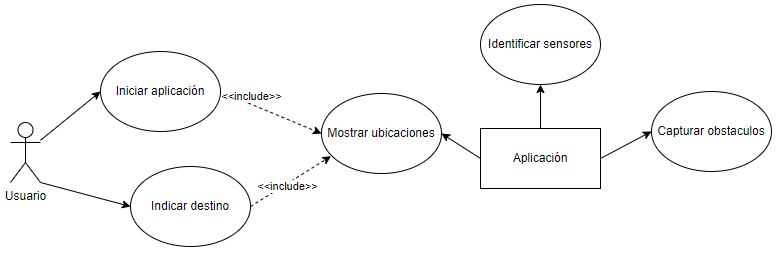 Identificar sensores
Iniciar aplicación
<<include>>
Mostrar ubicaciones
Capturar obstaculos
Aplicación
<<include>>
Usuario
Indicar destino